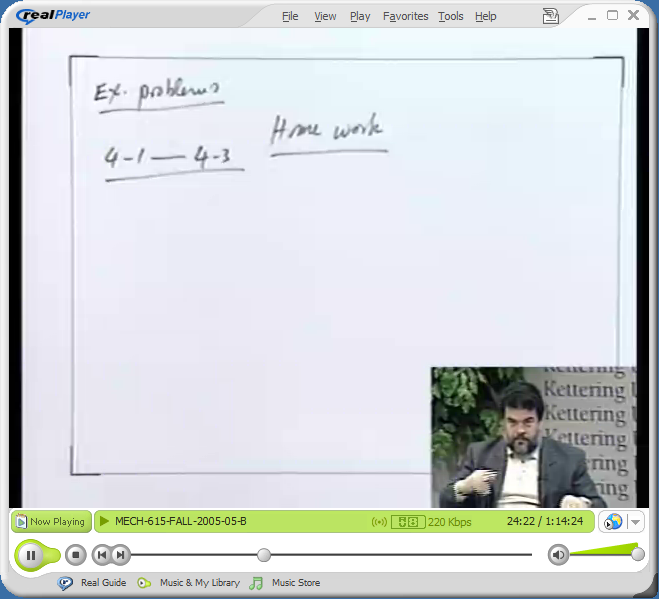 realPlayer
File View Play Favorites Tools Help
Ex. problems
Home work
4-1 — 4-3
Kettering U
Kettering U
Kettering U
Kettering U
ring U
ing U
Now Playing
MECH-615-FALL-2005-05-B
220 Kbps
24:22 / 1:14:24
Real Guide
Music & My Library
Music Store